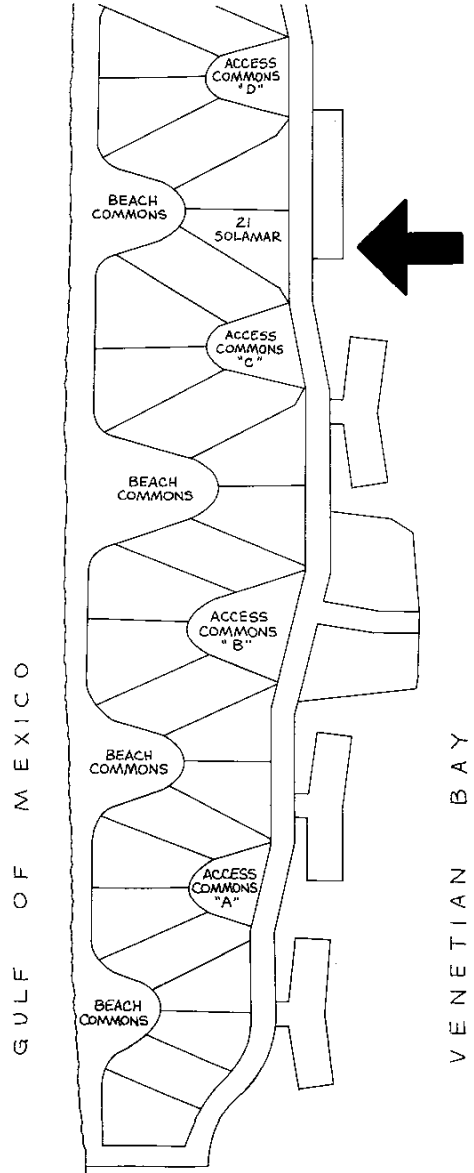 ACCESS
COMMONS
"D"
BEACH
COMMONS
21
SOLAMAR
ACCESS
COMMONS
"C"
BEACH
COMMONS
ACCESS
COMMONS
"B"
BEACH
COMMONS
ACCESS
COMMONS
"A"
BEACH
COMMONS
GULF OF MEXICO
VENETIAN BAY